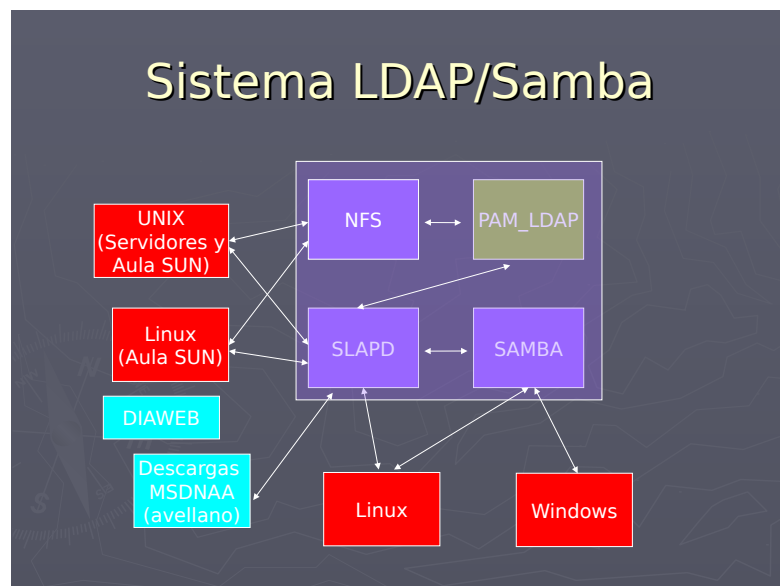 Sistema LDAP/Samba
UNIX
(Servidores y
Aula SUN)
NFS
PAM_LDAP
Linux
(Aula SUN)
SLAPD
SAMBA
DIAWEB
Descargas
MSDNAA
(avellano)
Linux
Windows
N
S